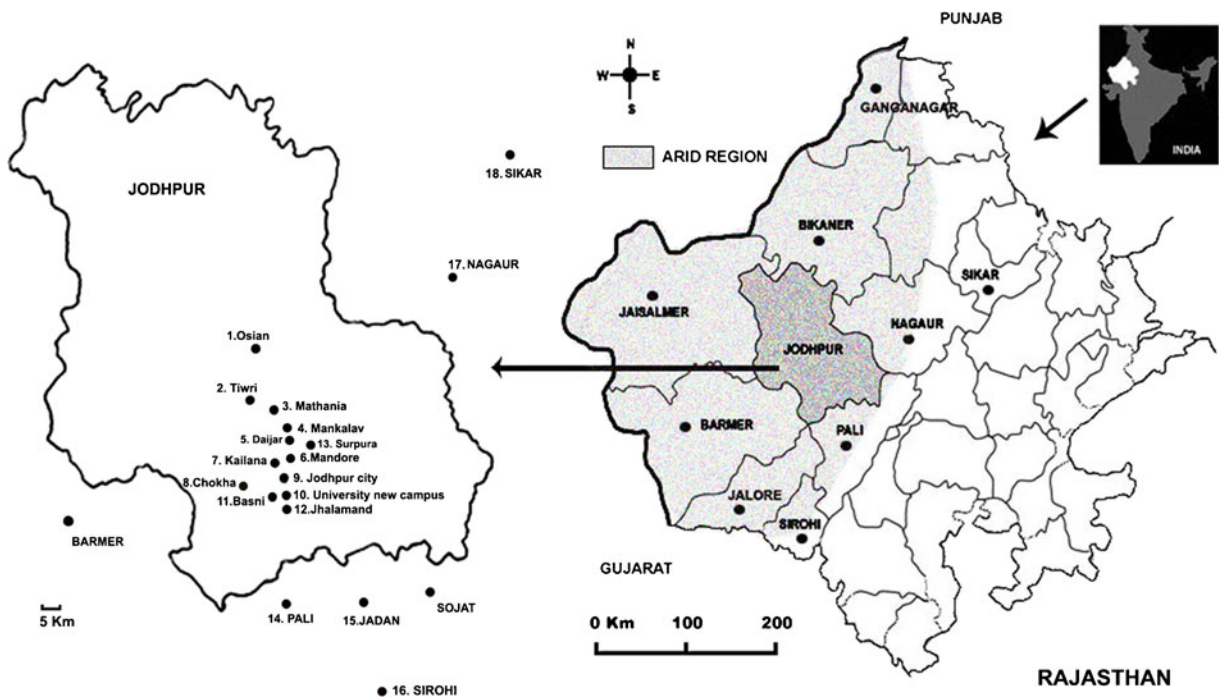 JODHPUR
18. SIKAR
17. NAGAUR
1.Osian
2. Tiwri
3. Mathania
4. Mankalav
5. Daijar
13. Surpura
6.Mandore
7. Kailana
9. Jodhpur city
8.Chokha
10. University new campus
11.Basni
12.Jhalamand
BARMER
5 Km
14. PALI
15.JADAN
SOJAT
16. SIROHI
PUNJAB
N
W E
S
ARID REGION
INDIA
GANGANAGAR
BIKANER
SIKAR
JAISALMER
NAGAUR
JODHPUR
BARMER
PALI
JALORE
SIROHI
GUJARAT
0 Km 100 200
RAJASTHAN